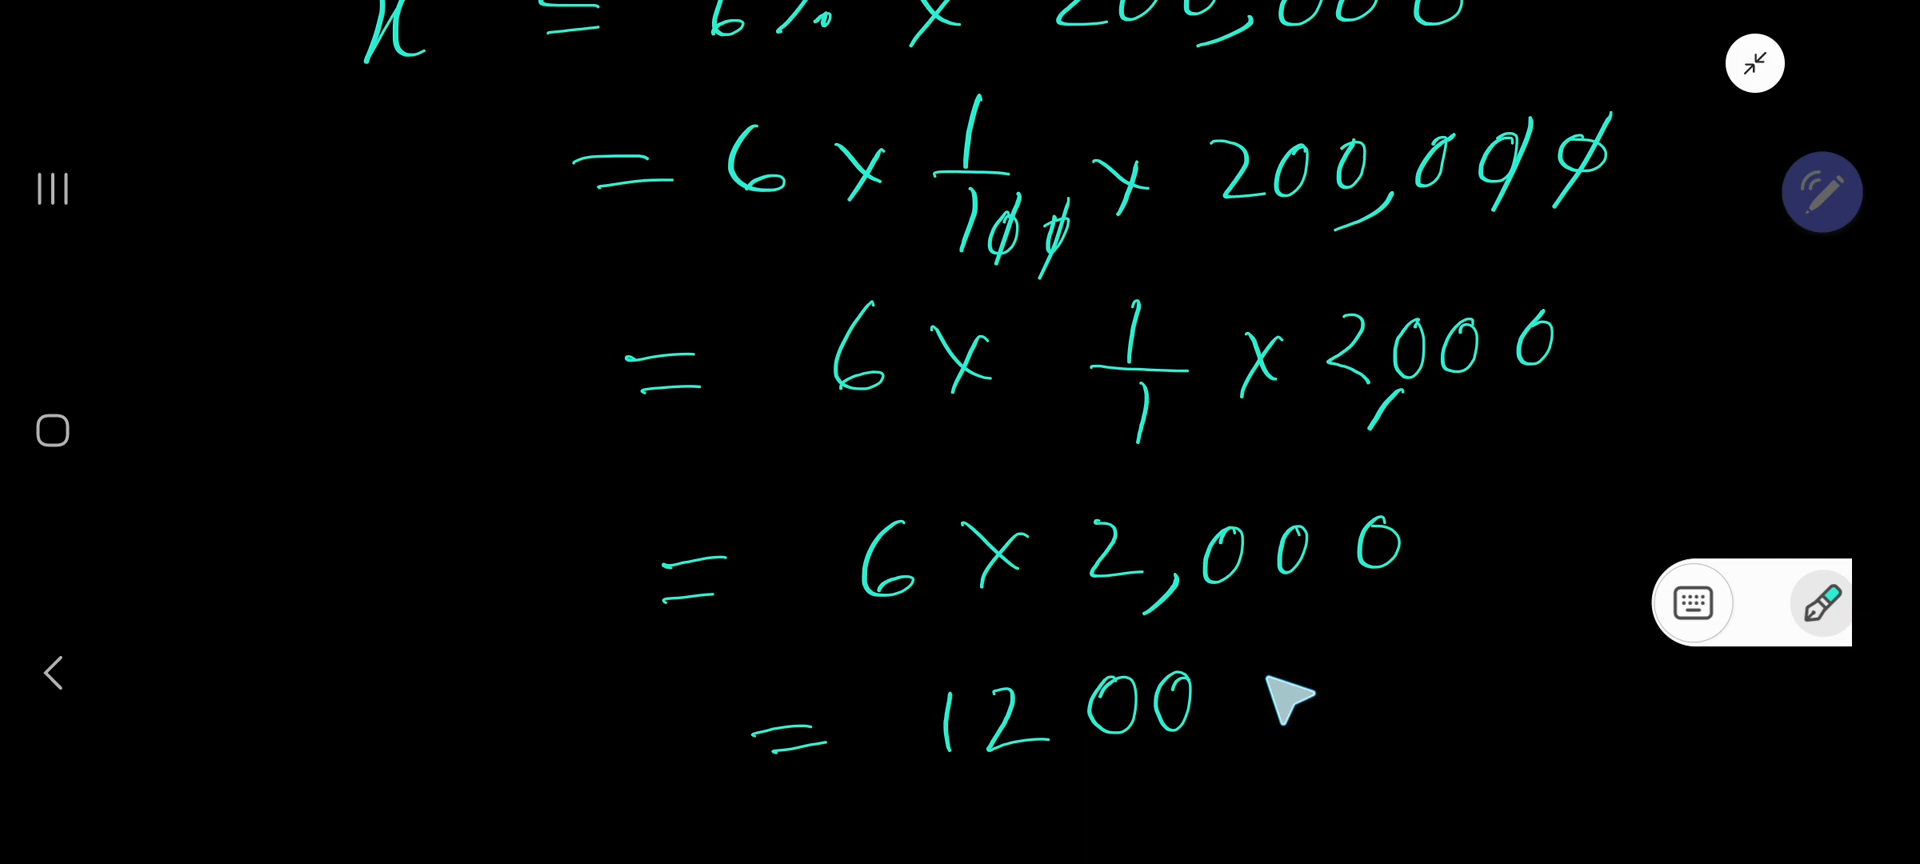 x = 6% × 200,000
= 6 × 1/100 × 200,000
= 6 × 1/1 × 2,000
= 6 × 2,000
= 1200